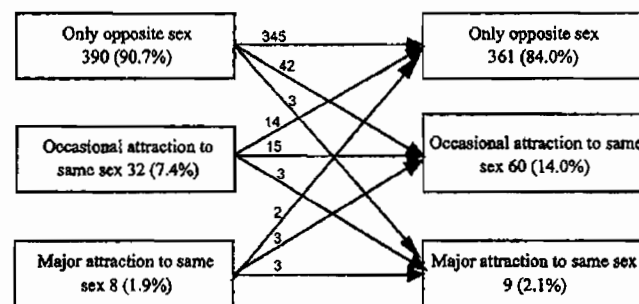 Only opposite sex
390 (90.7%)
345
Only opposite sex
361 (84.0%)
42
3
14
Occasional attraction to
same sex 32 (7.4%)
15
Occasional attraction to same
sex 60 (14.0%)
3
2
3
Major attraction to same
sex 8 (1.9%)
3
Major attraction to same sex
9 (2.1%)